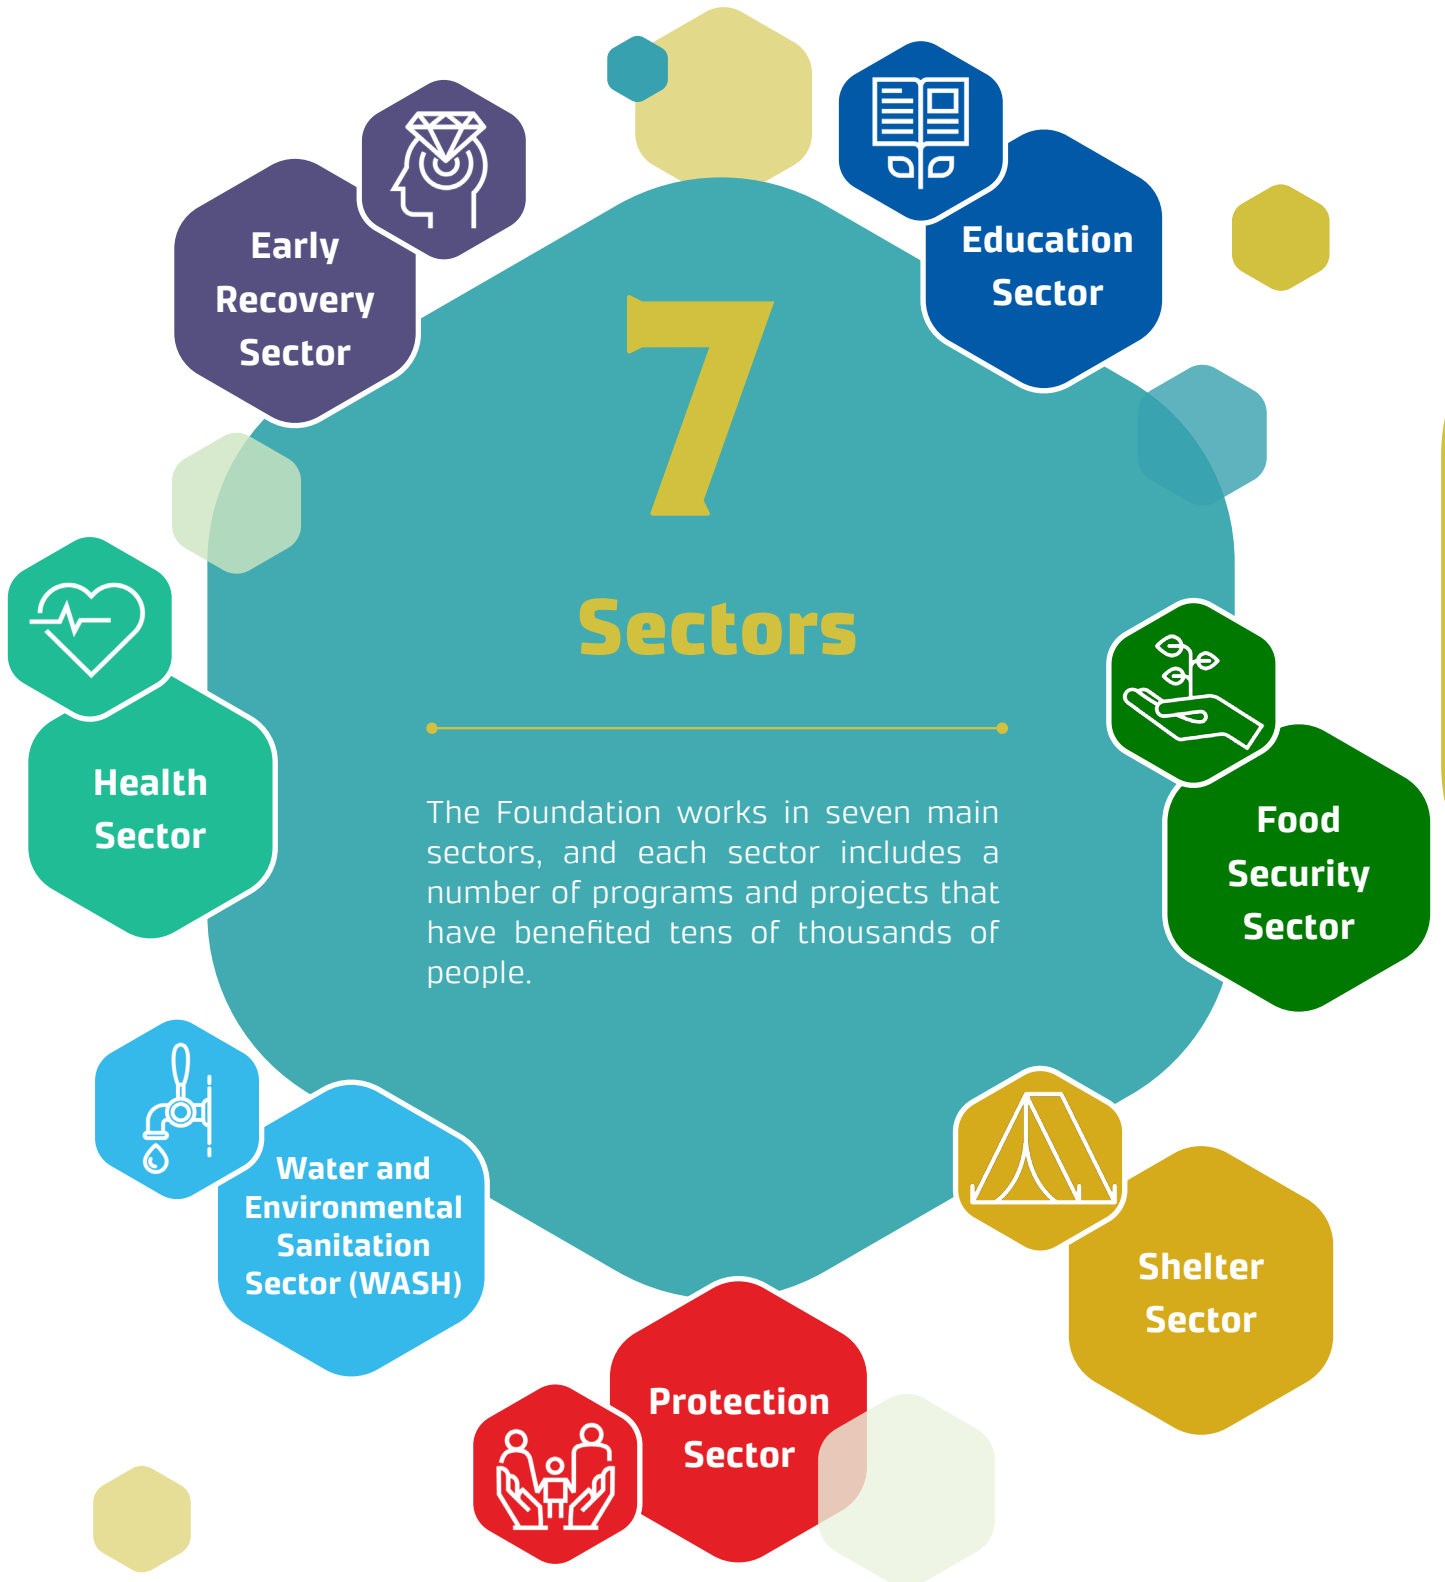 Early
Recovery
Sector
Education
Sector
7
Sectors
The Foundation works in seven main
sectors, and each sector includes a
number of programs and projects that
have benefited tens of thousands of
people.
Health
Sector
Food
Security
Sector
Water and
Environmental
Sanitation
Sector (WASH)
Shelter
Sector
Protection
Sector